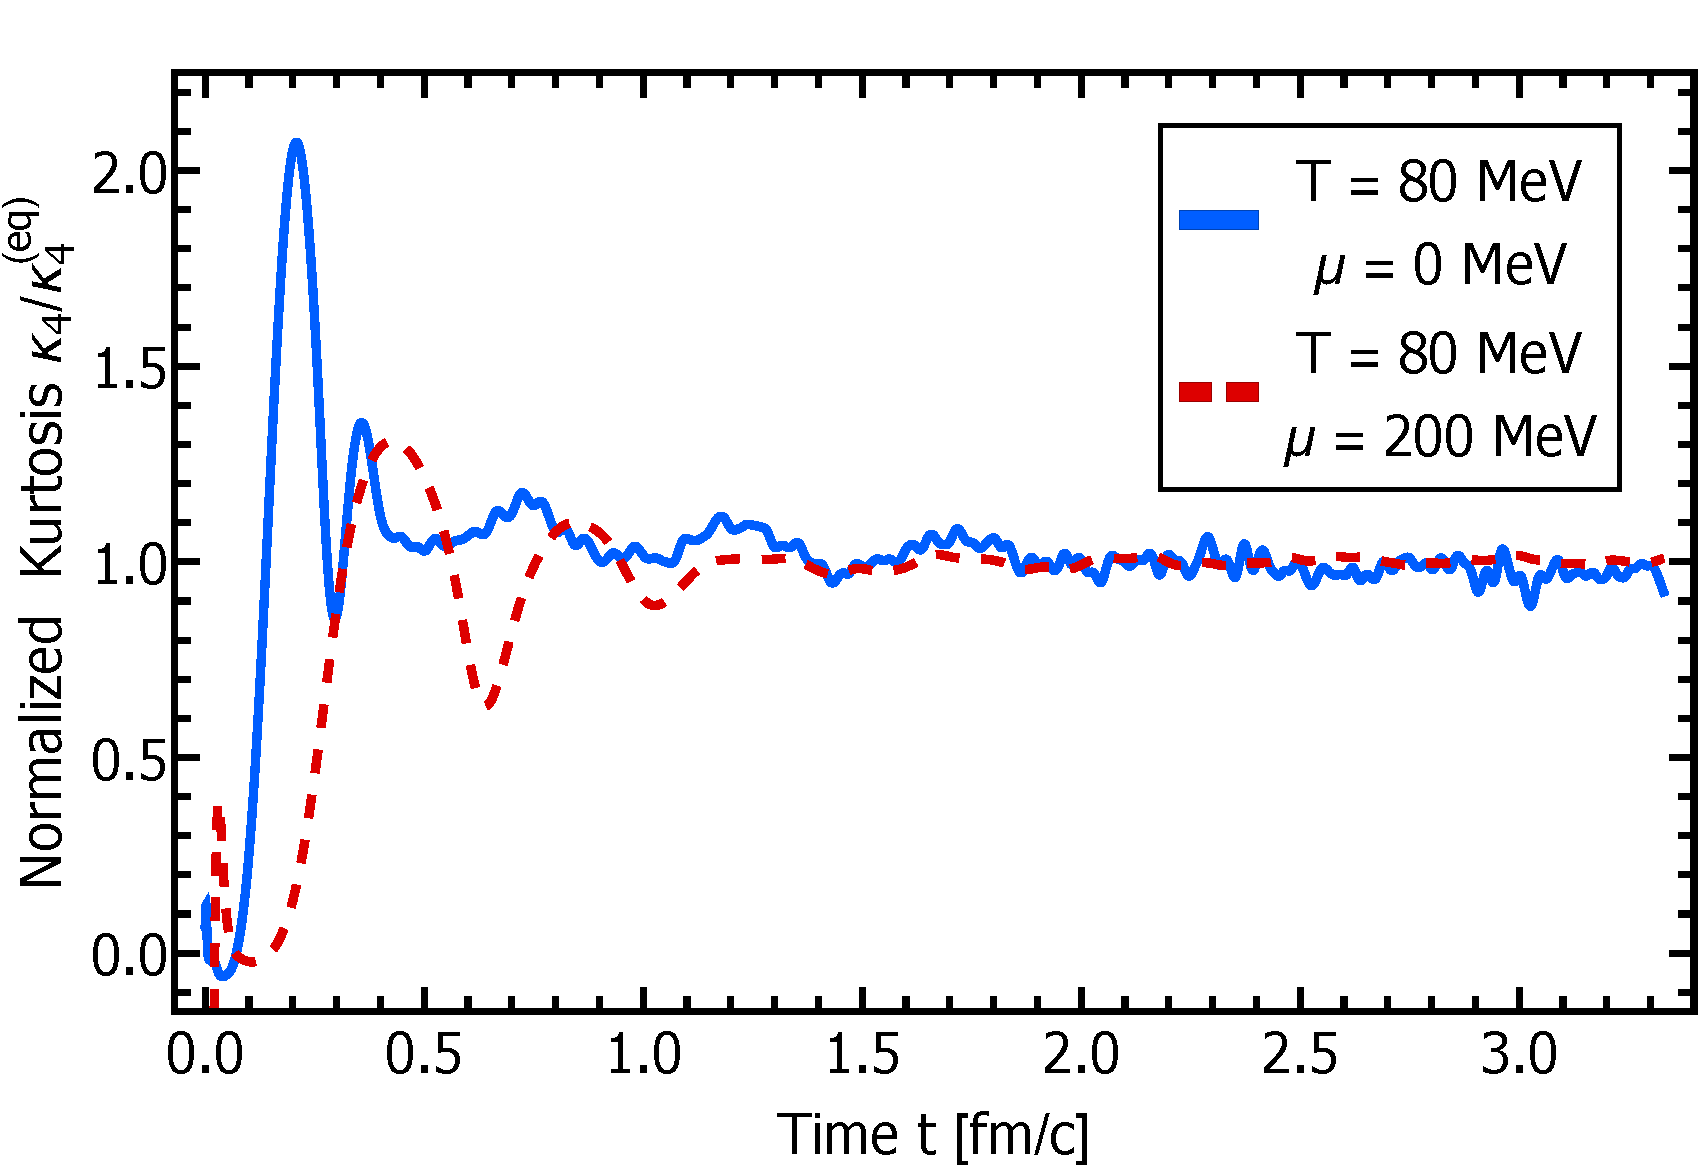 Normalized Kurtosis κ4/κ4(eq)
2.0
1.5
1.0
0.5
0.0
T = 80 MeV
μ = 0 MeV
T = 80 MeV
μ = 200 MeV
0.0 0.5 1.0 1.5 2.0 2.5 3.0
Time t [fm/c]